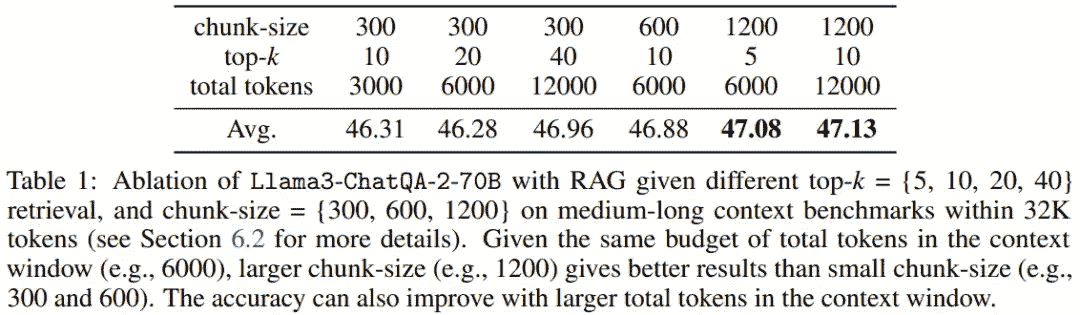 chunk-size 300 300 300 600 1200 1200
top-k 10 20 40 10 5 10
total tokens 3000 6000 12000 6000 6000 12000
Avg. 46.31 46.28 46.96 46.88 47.08 47.13
Table 1: Ablation of Llama3-ChatQA-2-70B with RAG given different top-k = {5, 10, 20, 40}
retrieval, and chunk-size = {300, 600, 1200} on medium-long context benchmarks within 32K
tokens (see Section 6.2 for more details). Given the same budget of total tokens in the context
window (e.g., 6000), larger chunk-size (e.g., 1200) gives better results than small chunk-size (e.g.,
300 and 600). The accuracy can also improve with larger total tokens in the context window.